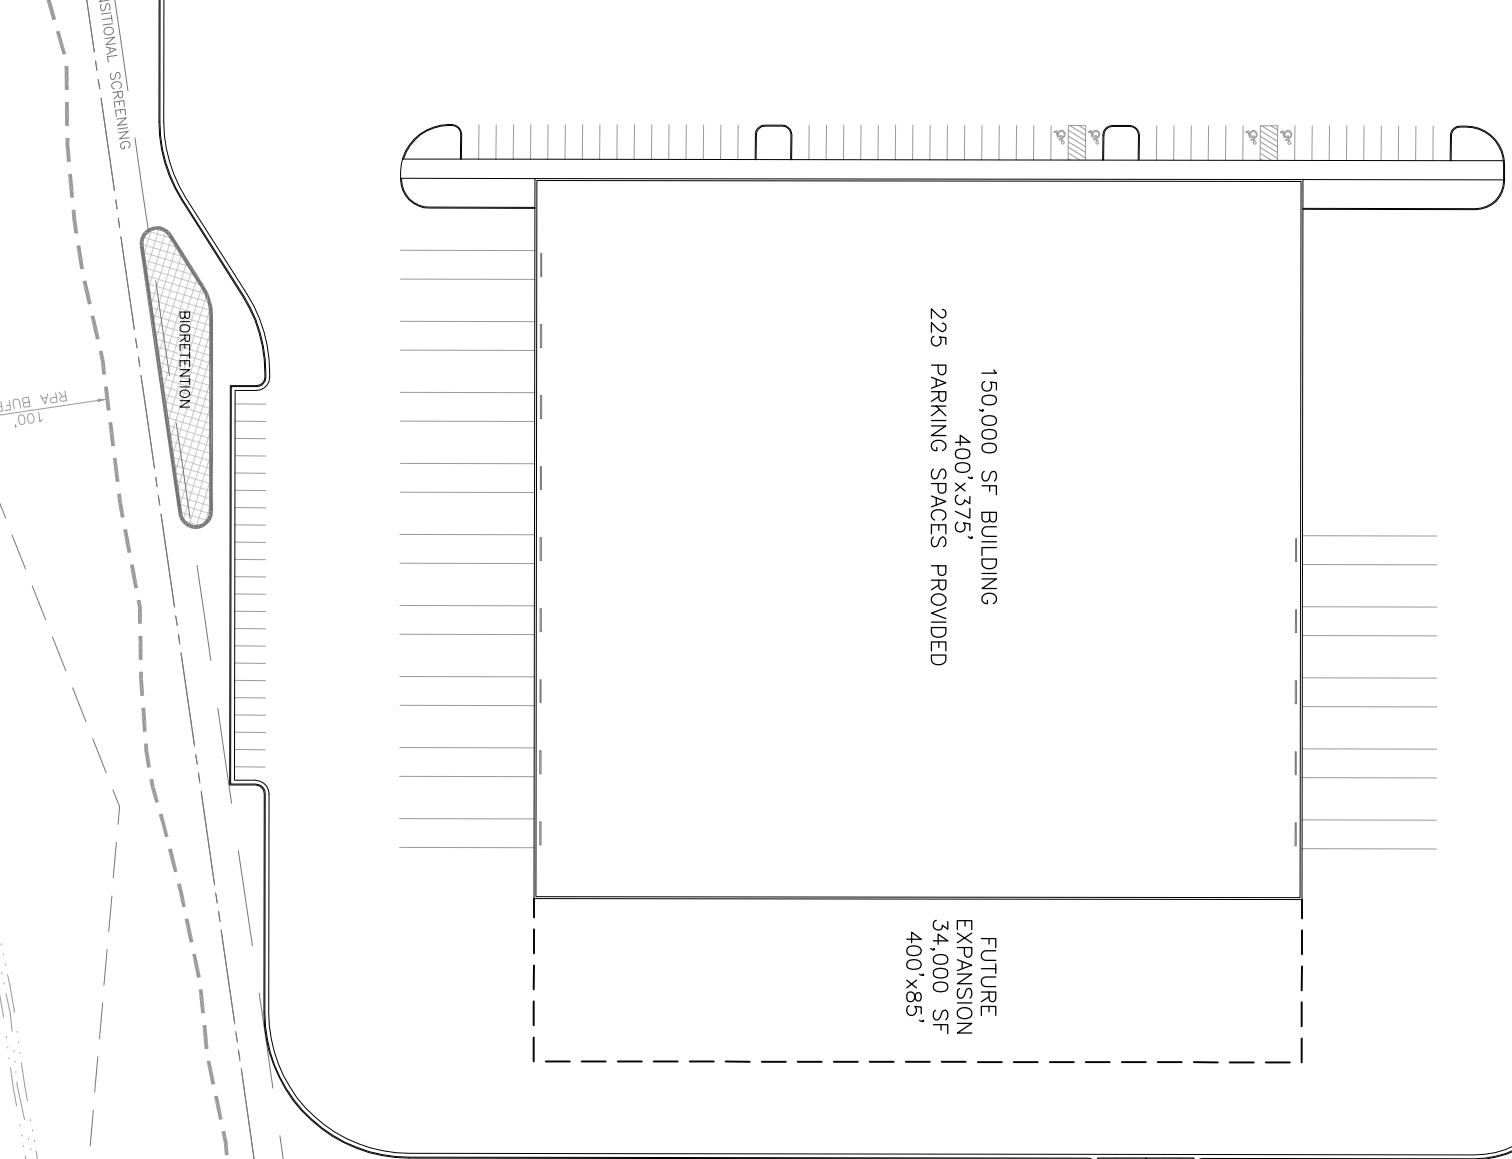 SITIONAL SCREENING
BIORETENTION
100'
RPA BUFF
150,000 SF BUILDING
400'x375'
225 PARKING SPACES PROVIDED
FUTURE
EXPANSION
34,000 SF
400'x85'